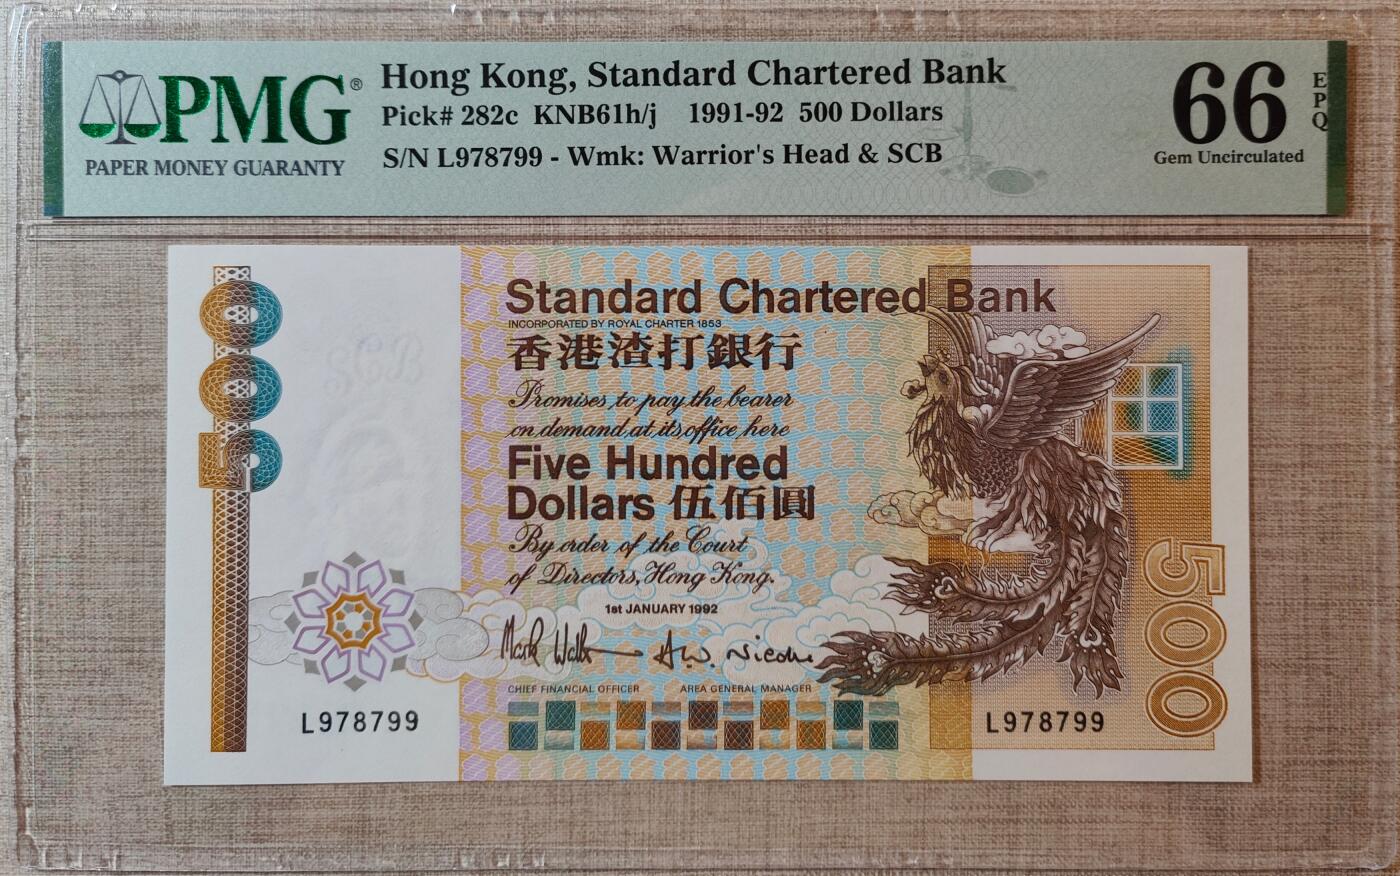 PMG®
PAPER MONEY GUARANTY
Hong Kong, Standard Chartered Bank
Pick# 282c KNB61h/j 1991-92 500 Dollars
S/N L978799 - Wmk: Warrior's Head & SCB
66
EPQ
Gem Uncirculated
500
Standard Chartered Bank
INCORPORATED BY ROYAL CHARTER 1853
香港渣打銀行
Promises to pay the bearer
on demand at its office here
Five Hundred
Dollars 伍佰圓
By order of the Court
of Directors, Hong Kong.
1st JANUARY 1992
CHIEF FINANCIAL OFFICER AREA GENERAL MANAGER
L978799
L978799
500